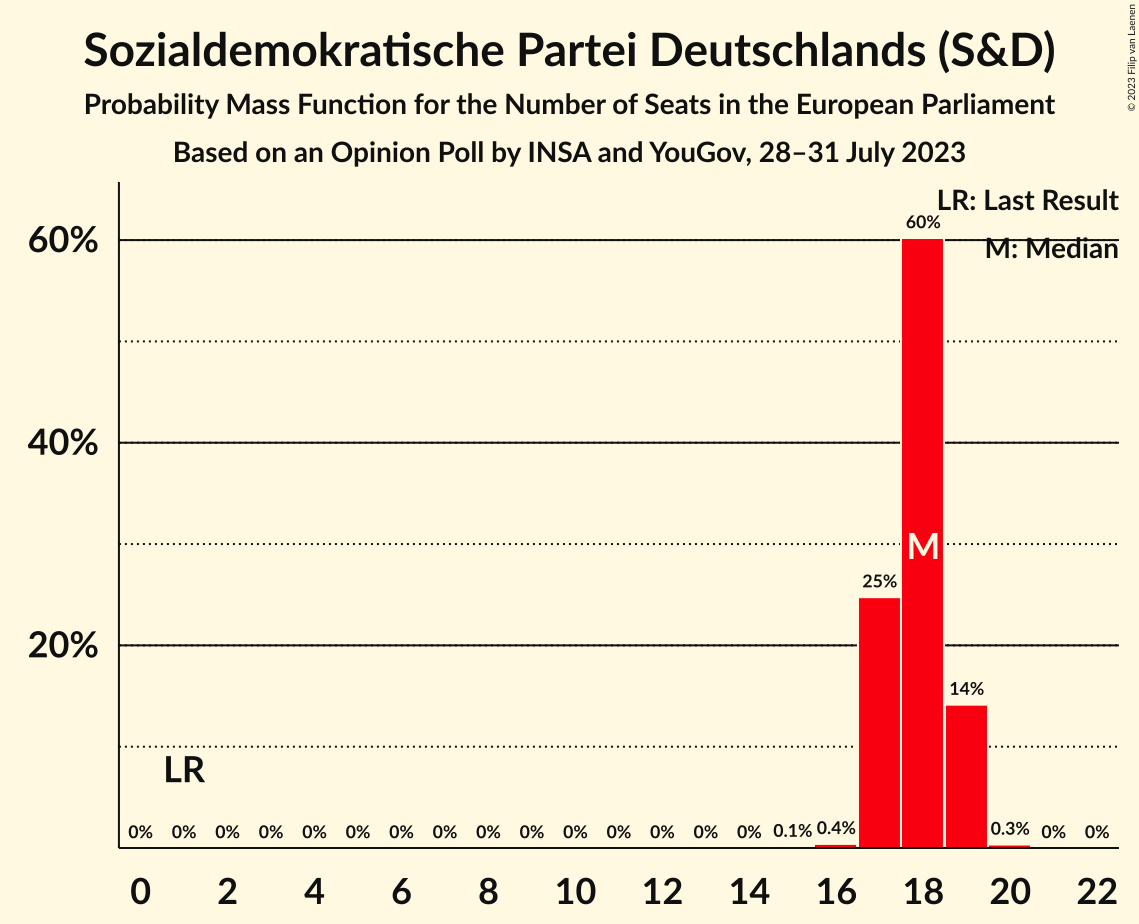 Sozialdemokratische Partei Deutschlands (S&D)
Probability Mass Function for the Number of Seats in the European Parliament
Based on an Opinion Poll by INSA and YouGov, 28–31 July 2023
© 2023 Filip van Laenen
LR: Last Result
M: Median
60%
40%
20%
60%
M
25%
14%
LR
0% 0% 0% 0% 0% 0% 0% 0% 0% 0% 0% 0% 0% 0% 0% 0.1% 0.4% 0.3% 0% 0%
0 2 4 6 8 10 12 14 16 18 20 22